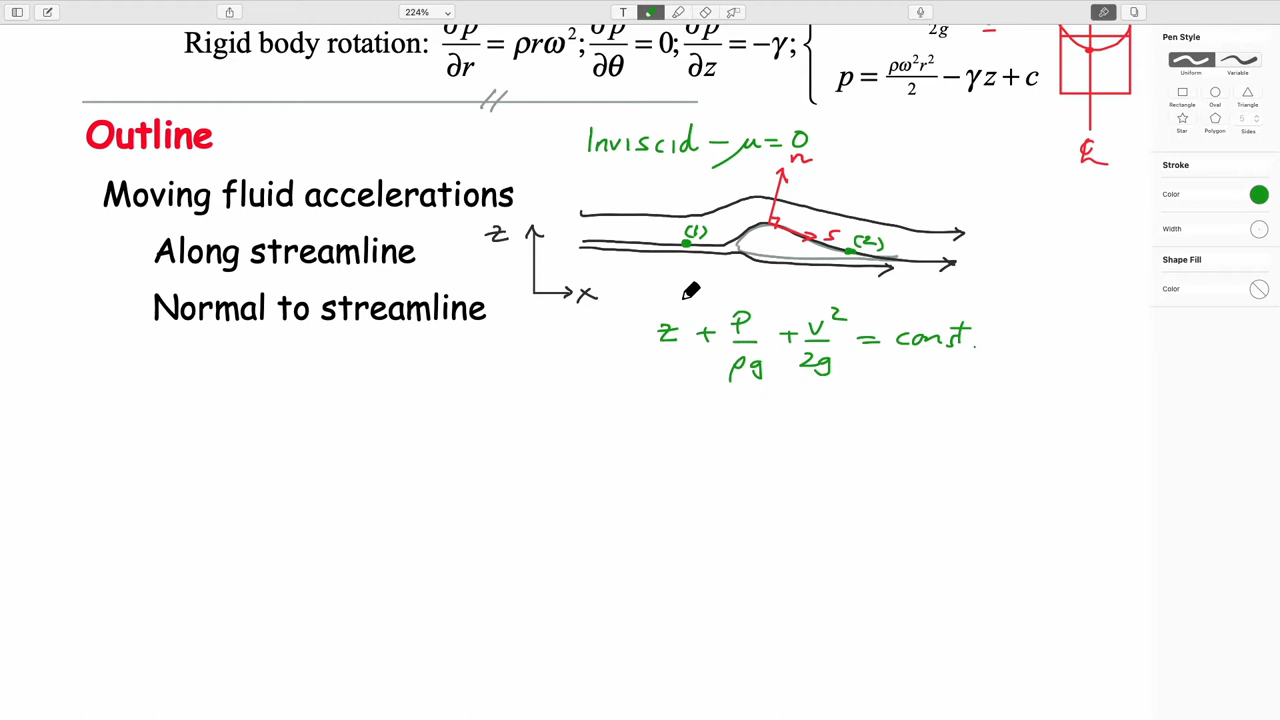 224%
T
Rigid body rotation: ∂p/∂r = ρrω²; ∂p/∂θ = 0; ∂p/∂z = −γ;
2g
p = ρω²r²/2 − γz + c
Outline
Inviscid − μ = 0
Moving fluid accelerations
Along streamline
Normal to streamline
n
z
(1)
s
(2)
x
℄
z + P/ρg + V²/2g = const.
Pen Style
Uniform
Variable
Rectangle
Oval
Triangle
Star
Polygon
5
Sides
Stroke
Color
Width
Shape Fill
Color